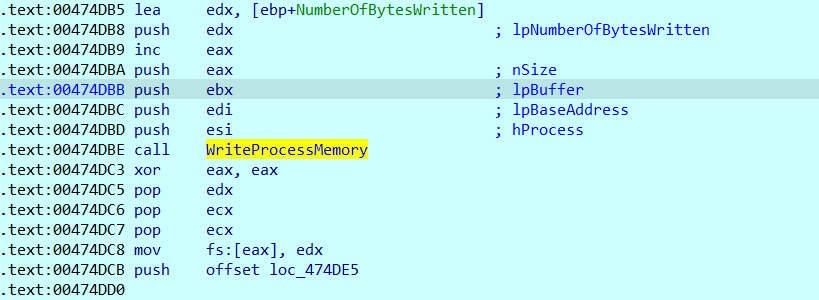 .text:00474DB5 lea edx, [ebp+NumberOfBytesWritten]
.text:00474DB8 push edx ; lpNumberOfBytesWritten
.text:00474DB9 inc eax
.text:00474DBA push eax ; nSize
.text:00474DBB push ebx ; lpBuffer
.text:00474DBC push edi ; lpBaseAddress
.text:00474DBD push esi ; hProcess
.text:00474DBE call WriteProcessMemory
.text:00474DC3 xor eax, eax
.text:00474DC5 pop edx
.text:00474DC6 pop ecx
.text:00474DC7 pop ecx
.text:00474DC8 mov fs:[eax], edx
.text:00474DCB push offset loc_474DE5
.text:00474DD0